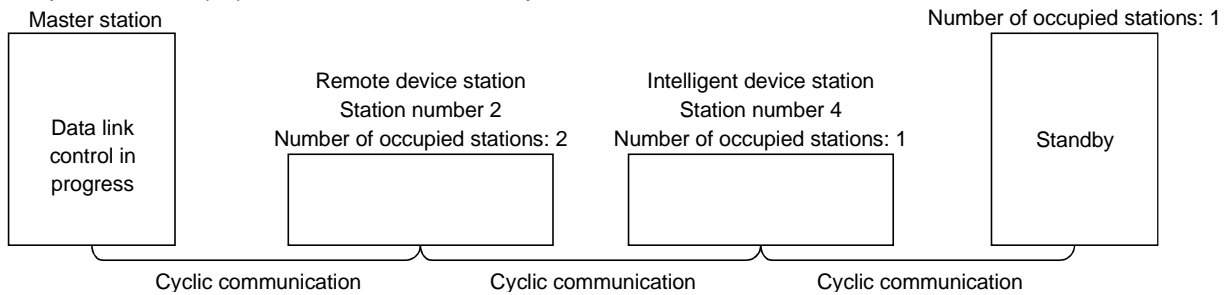 Master station
Number of occupied stations: 1
Remote device station
Station number 2
Number of occupied stations: 2
Intelligent device station
Station number 4
Number of occupied stations: 1
Data link
control in
progress
Standby
Cyclic communication
Cyclic communication
Cyclic communication